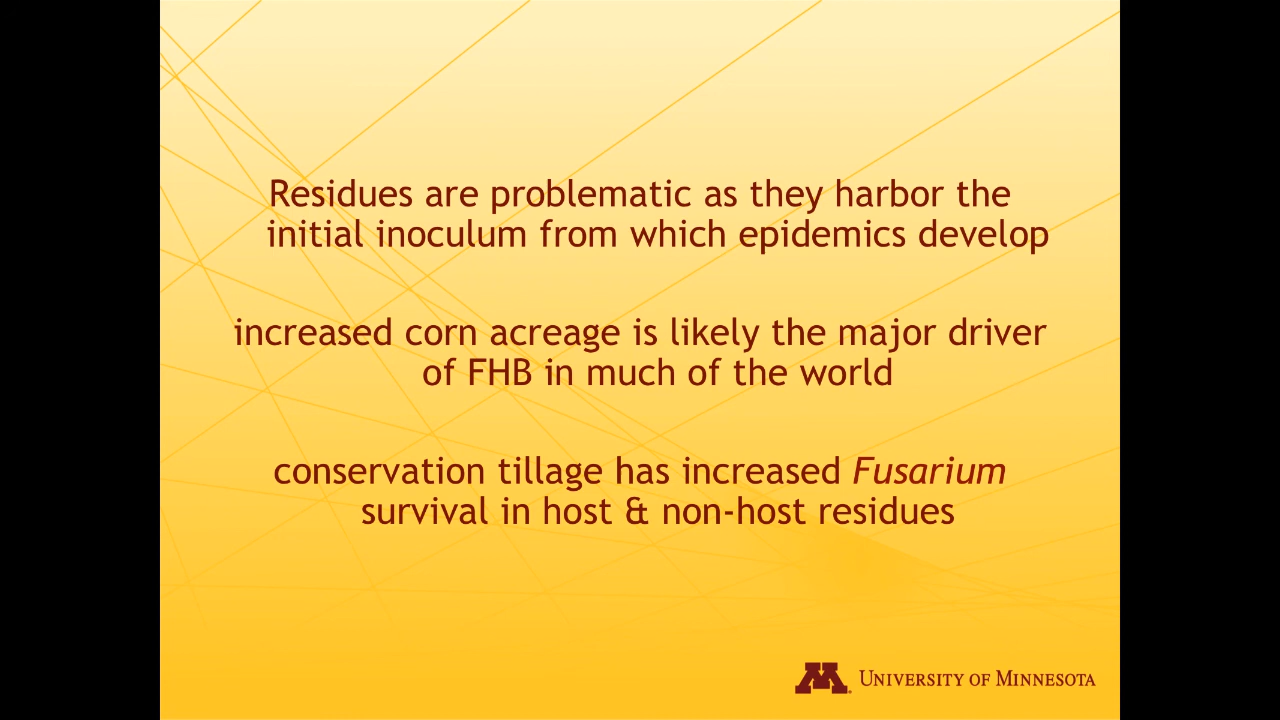 Residues are problematic as they harbor the
initial inoculum from which epidemics develop
increased corn acreage is likely the major driver
of FHB in much of the world
conservation tillage has increased Fusarium
survival in host & non-host residues
M University of Minnesota